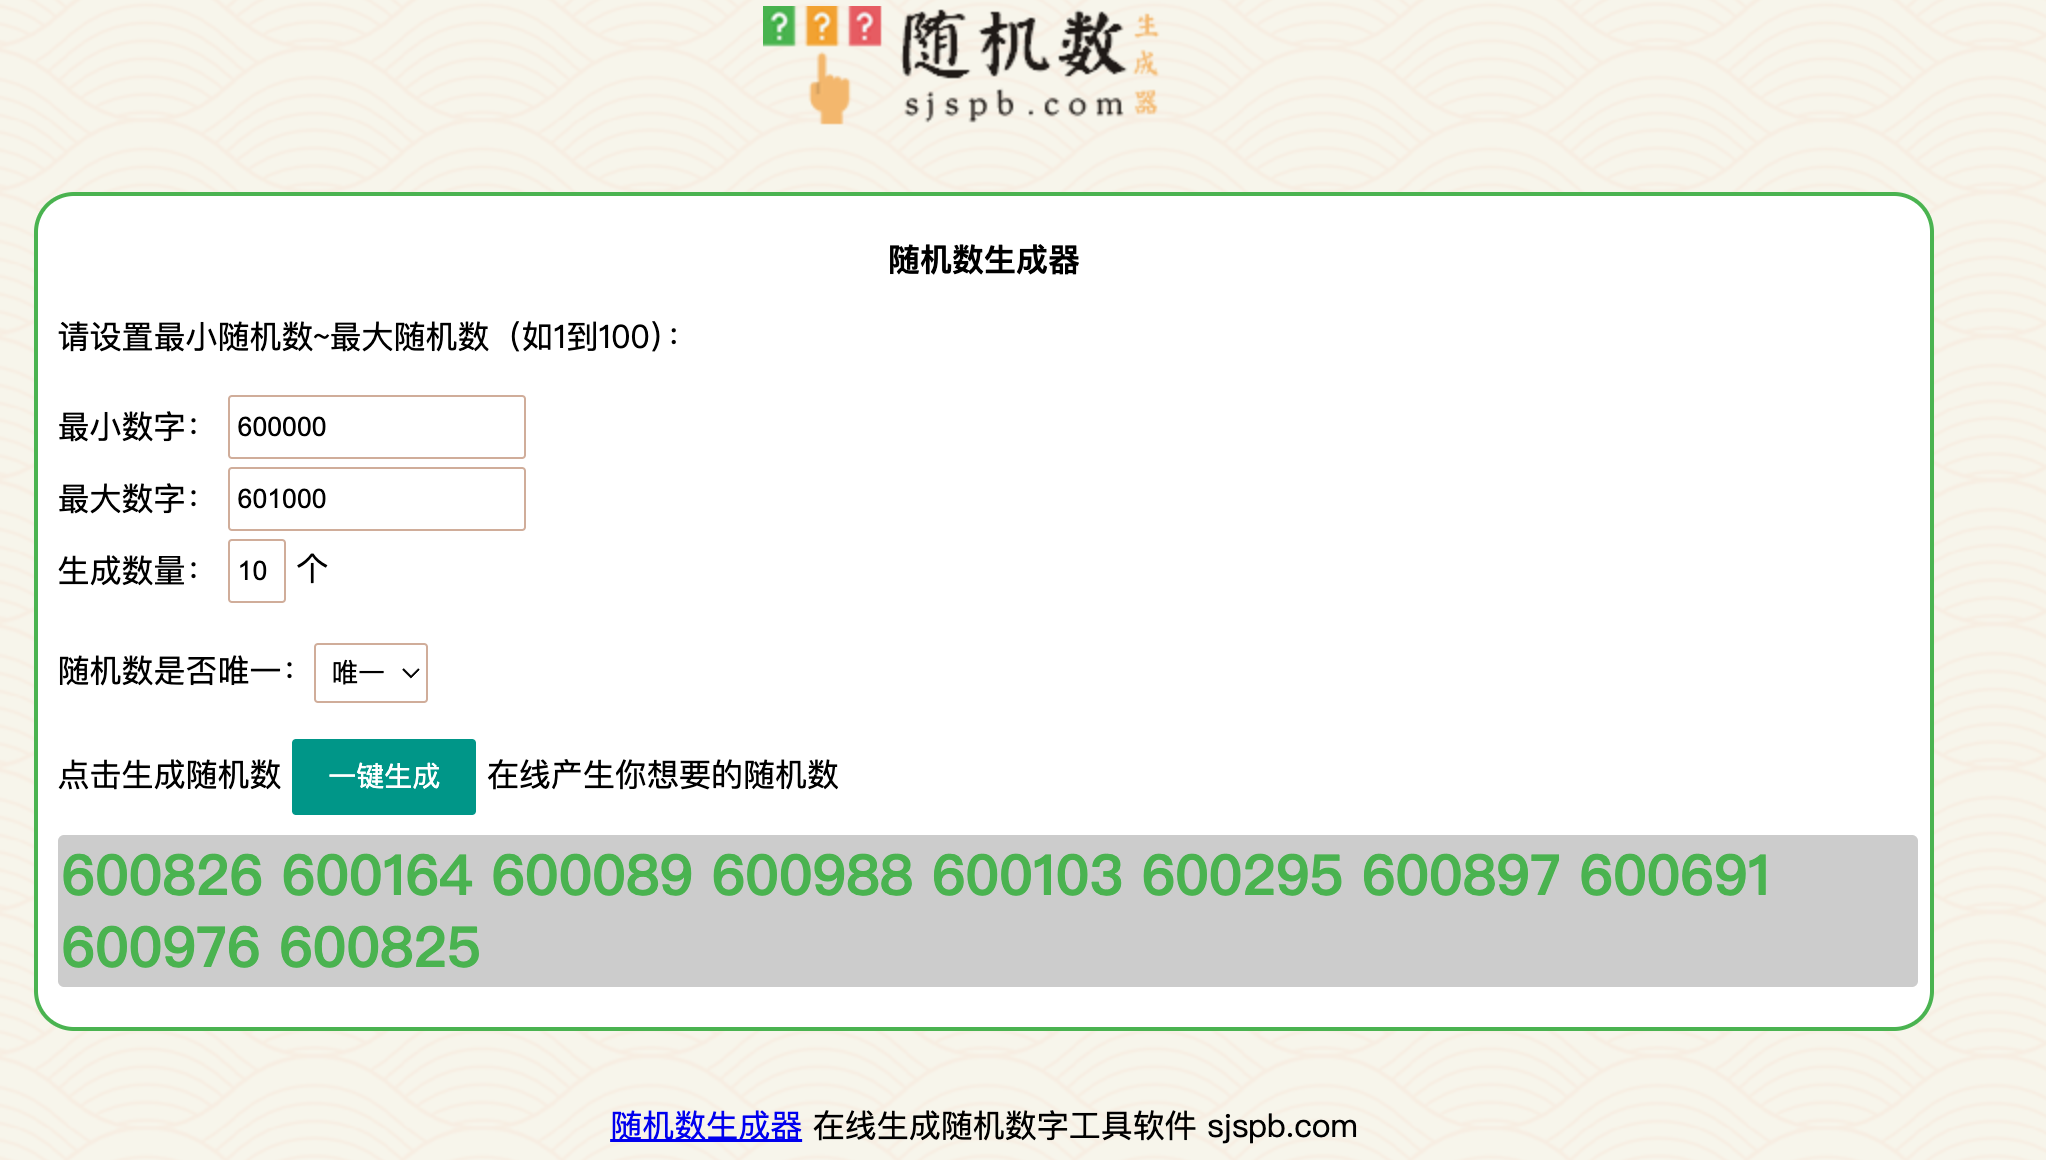 ? ? ?
随机数
生成器
sjspb.com
随机数生成器
请设置最小随机数~最大随机数（如1到100）：
最小数字： 600000
最大数字： 601000
生成数量： 10 个
随机数是否唯一： 唯一
点击生成随机数 一键生成 在线产生你想要的随机数
600826 600164 600089 600988 600103 600295 600897 600691
600976 600825
随机数生成器 在线生成随机数字工具软件 sjspb.com